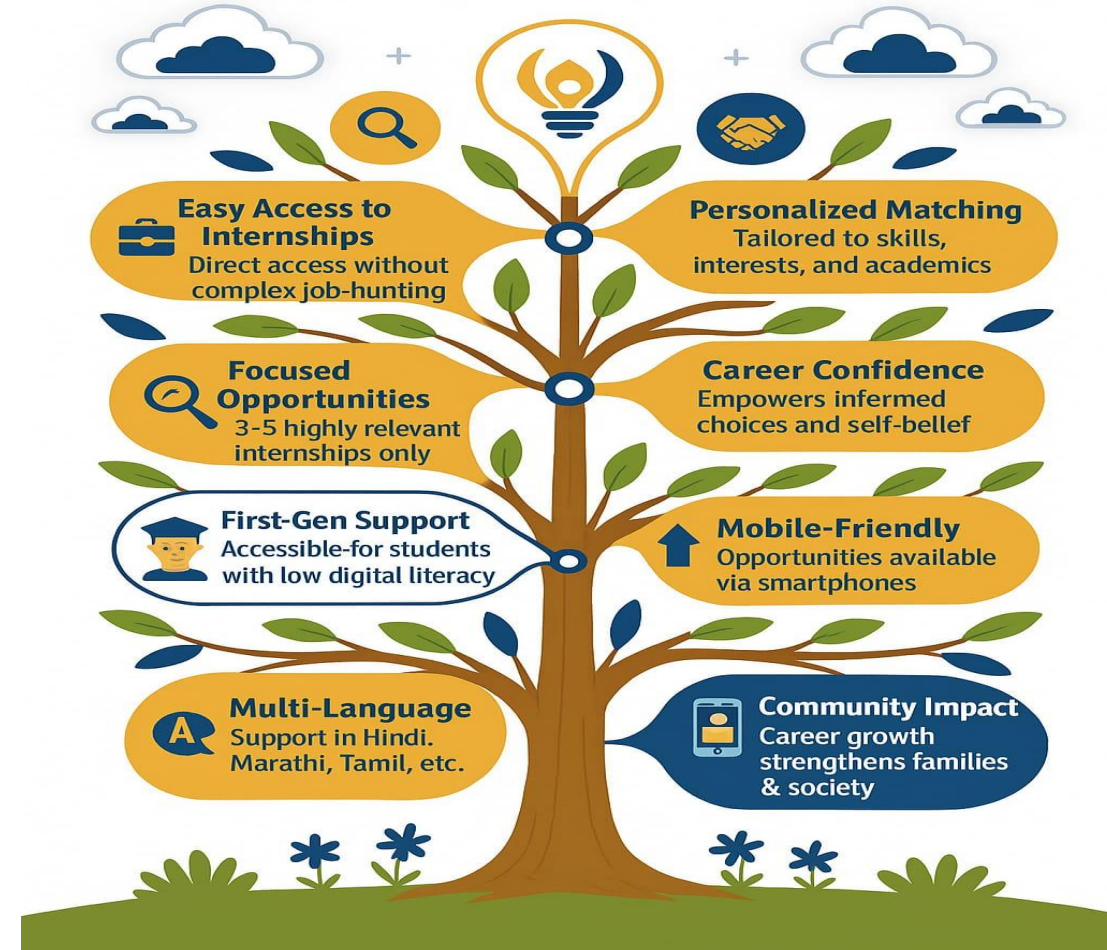 Easy Access to
Internships
Direct access without
complex job-hunting
Personalized Matching
Tailored to skills,
interests, and academics
Focused
Opportunities
3-5 highly relevant
internships only
Career Confidence
Empowers infermed
choices and self-bellef
First-Gen Support
Accessible-for students
with low digital literacy
Mobile-Friendly
Opportunities available
via smartphones
A
Multi-Language
Support in Hindi.
Marathi, Tamil, etc.
Community Impact
Career growth
strengthens families
& society